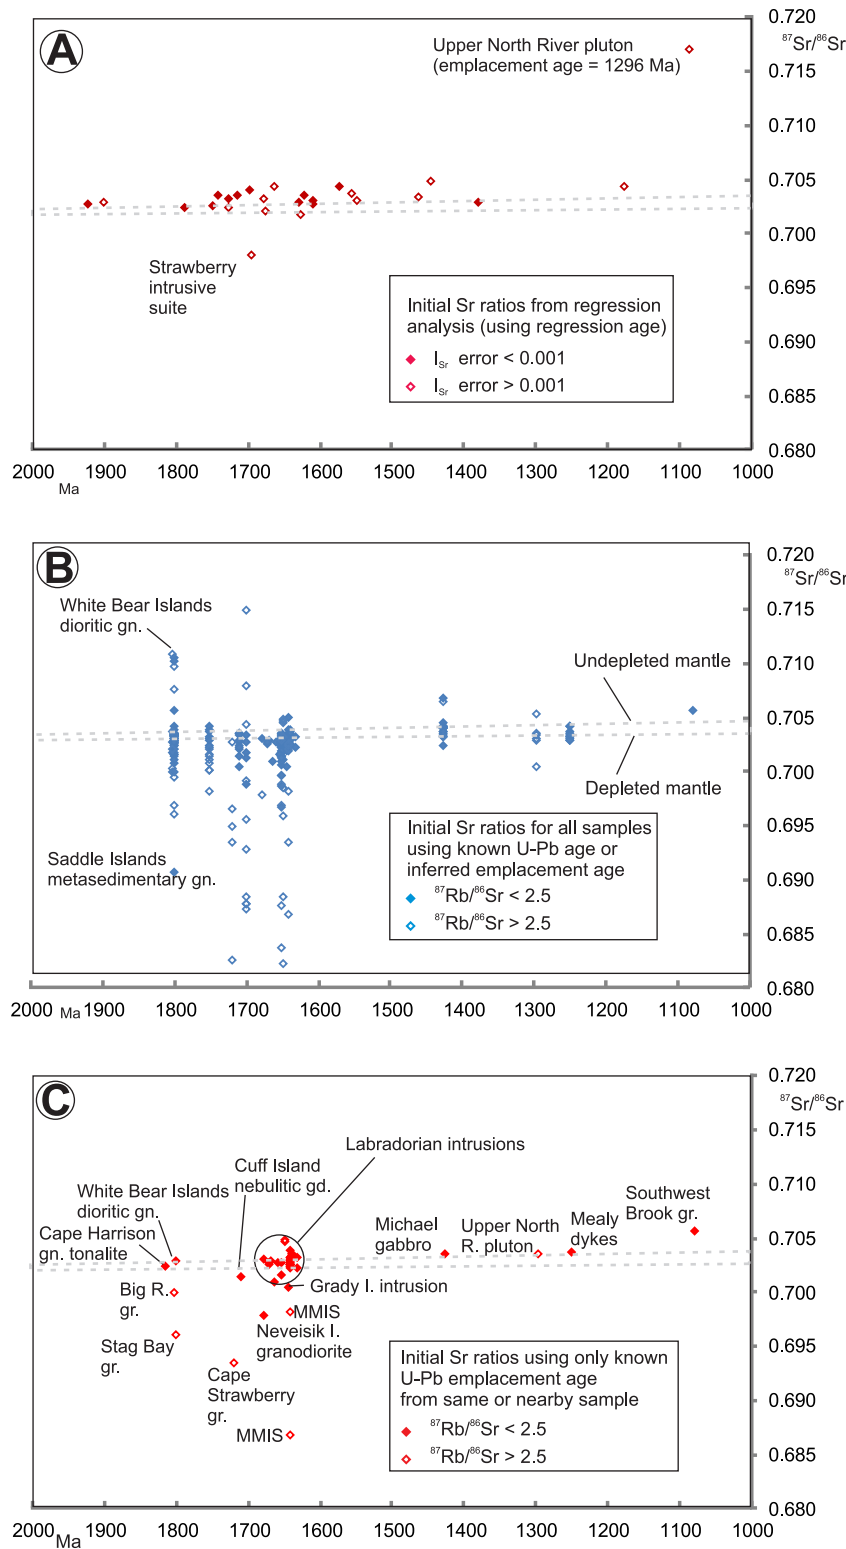 A
Upper North River pluton
(emplacement age = 1296 Ma)
0.720
⁸⁷Sr/⁸⁶Sr
0.715
0.710
0.705
0.700
0.695
0.690
0.685
0.680
Strawberry
intrusive
suite
Initial Sr ratios from regression
analysis (using regression age)
I_Sr error < 0.001
I_Sr error > 0.001
2000 1900 1800 1700 1600 1500 1400 1300 1200 1100 1000
Ma
B
0.720
⁸⁷Sr/⁸⁶Sr
0.715
0.710
0.705
0.700
0.695
0.690
0.685
0.680
White Bear Islands
dioritic gn.
Undepleted mantle
Depleted mantle
Saddle Islands
metasedimentary gn.
Initial Sr ratios for all samples
using known U-Pb age or
inferred emplacement age
⁸⁷Rb/⁸⁶Sr < 2.5
⁸⁷Rb/⁸⁶Sr > 2.5
2000 Ma 1900 1800 1700 1600 1500 1400 1300 1200 1100 1000
C
0.720
⁸⁷Sr/⁸⁶Sr
0.715
0.710
0.705
0.700
0.695
0.690
0.685
0.680
Labradorian intrusions
Cuff Island
nebulitic gd.
White Bear Islands
dioritic gn.
Cape Harrison
gn. tonalite
Southwest
Brook gr.
Michael
gabbro
Upper North
R. pluton
Mealy
dykes
Big R.
gr.
Grady I. intrusion
MMIS
Neveisik I.
granodiorite
Stag Bay
gr.
Cape
Strawberry
gr.
MMIS
Initial Sr ratios using only known
U-Pb emplacement age
from same or nearby sample
⁸⁷Rb/⁸⁶Sr < 2.5
⁸⁷Rb/⁸⁶Sr > 2.5
2000 1900 1800 1700 1600 1500 1400 1300 1200 1100 1000
Ma